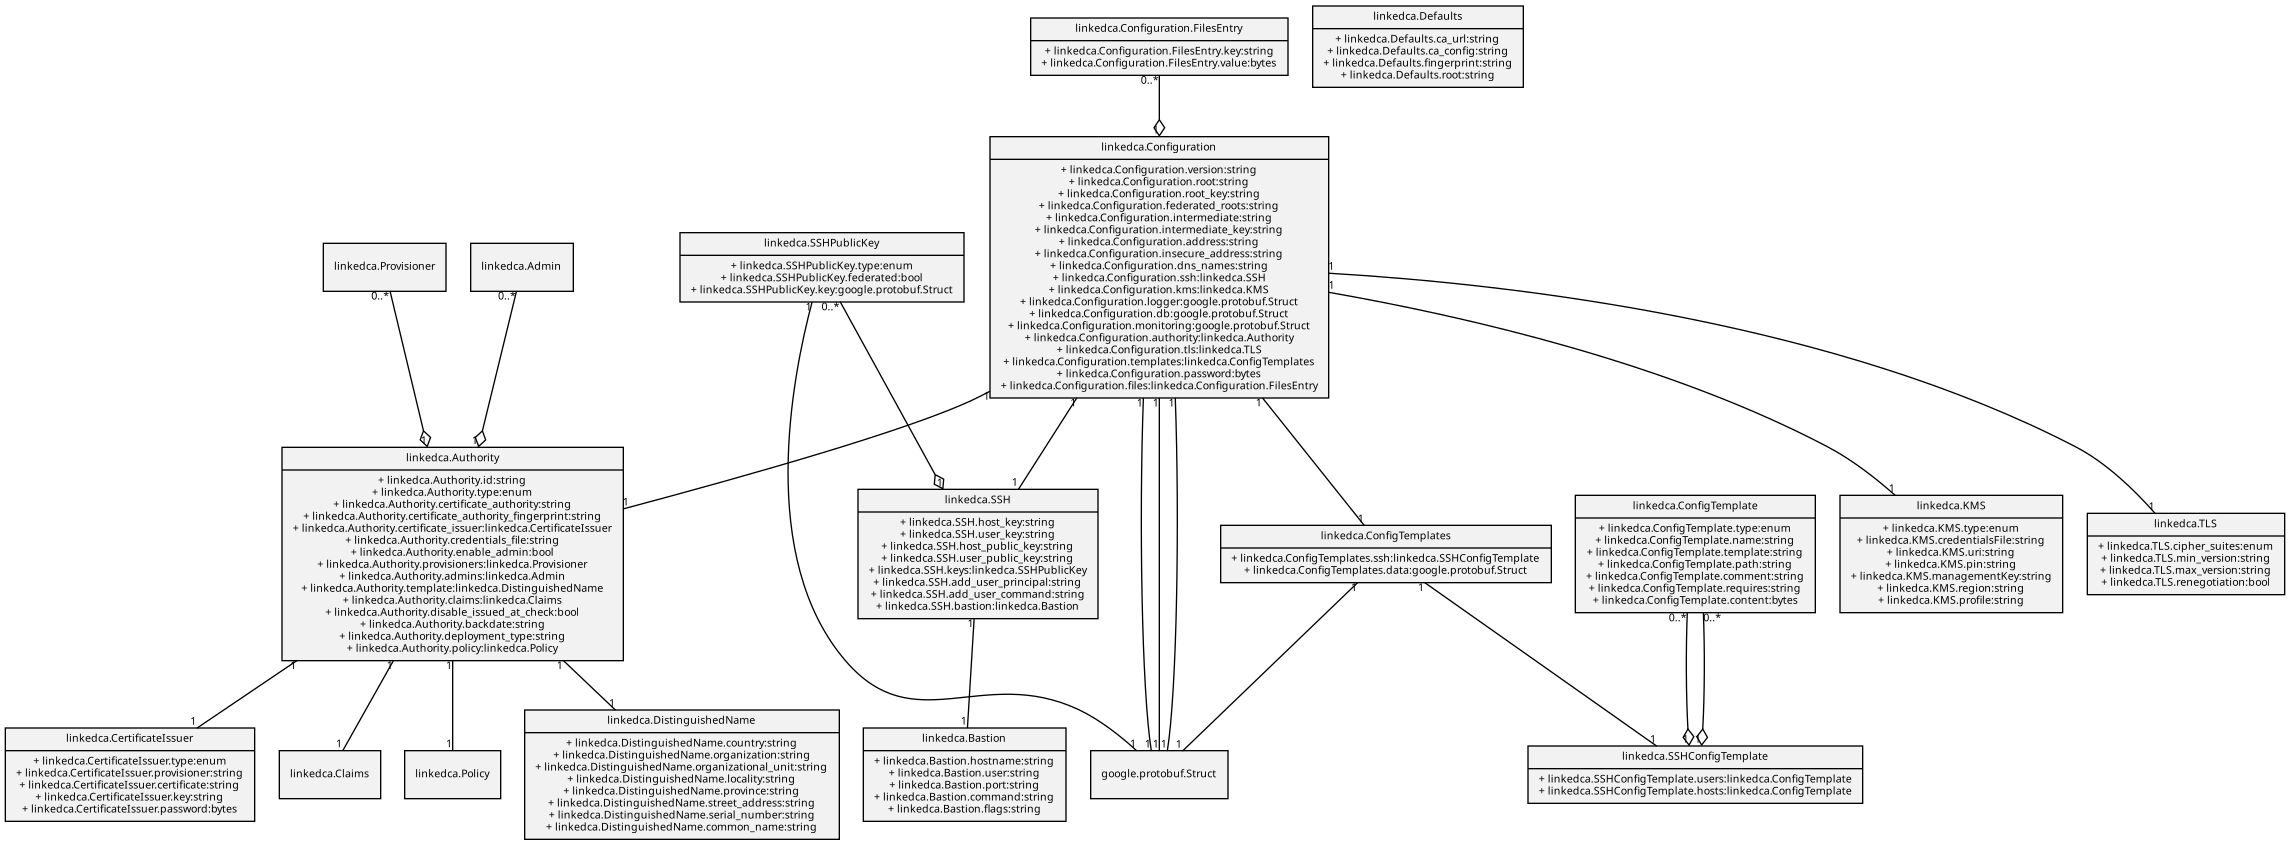 linkedca.Configuration.FilesEntry
+ linkedca.Configuration.FilesEntry.key:string
+ linkedca.Configuration.FilesEntry.value:bytes
0..*
linkedca.Defaults
+ linkedca.Defaults.ca_url:string
+ linkedca.Defaults.ca_config:string
+ linkedca.Defaults.fingerprint:string
+ linkedca.Defaults.root:string
1
linkedca.Configuration
+ linkedca.Configuration.version:string
+ linkedca.Configuration.root:string
+ linkedca.Configuration.root_key:string
+ linkedca.Configuration.federated_roots:string
+ linkedca.Configuration.intermediate:string
+ linkedca.Configuration.intermediate_key:string
+ linkedca.Configuration.address:string
+ linkedca.Configuration.insecure_address:string
+ linkedca.Configuration.dns_names:string
+ linkedca.Configuration.ssh:linkedca.SSH
+ linkedca.Configuration.kms:linkedca.KMS
+ linkedca.Configuration.logger:google.protobuf.Struct
+ linkedca.Configuration.db:google.protobuf.Struct
+ linkedca.Configuration.monitoring:google.protobuf.Struct
+ linkedca.Configuration.authority:linkedca.Authority
+ linkedca.Configuration.tls:linkedca.TLS
+ linkedca.Configuration.templates:linkedca.ConfigTemplates
+ linkedca.Configuration.password:bytes
+ linkedca.Configuration.files:linkedca.Configuration.FilesEntry
1
1
1
1
1
1
1
1
linkedca.Provisioner
0..*
linkedca.Admin
0..*
linkedca.SSHPublicKey
+ linkedca.SSHPublicKey.type:enum
+ linkedca.SSHPublicKey.federated:bool
+ linkedca.SSHPublicKey.key:google.protobuf.Struct
1
0..*
1
1
1
linkedca.Authority
+ linkedca.Authority.id:string
+ linkedca.Authority.type:enum
+ linkedca.Authority.certificate_authority:string
+ linkedca.Authority.certificate_authority_fingerprint:string
+ linkedca.Authority.certificate_issuer:linkedca.CertificateIssuer
+ linkedca.Authority.credentials_file:string
+ linkedca.Authority.enable_admin:bool
+ linkedca.Authority.provisioners:linkedca.Provisioner
+ linkedca.Authority.admins:linkedca.Admin
+ linkedca.Authority.template:linkedca.DistinguishedName
+ linkedca.Authority.claims:linkedca.Claims
+ linkedca.Authority.disable_issued_at_check:bool
+ linkedca.Authority.backdate:string
+ linkedca.Authority.deployment_type:string
+ linkedca.Authority.policy:linkedca.Policy
1
1
1
1
1
1
linkedca.SSH
+ linkedca.SSH.host_key:string
+ linkedca.SSH.user_key:string
+ linkedca.SSH.host_public_key:string
+ linkedca.SSH.user_public_key:string
+ linkedca.SSH.keys:linkedca.SSHPublicKey
+ linkedca.SSH.add_user_principal:string
+ linkedca.SSH.add_user_command:string
+ linkedca.SSH.bastion:linkedca.Bastion
1
1
linkedca.ConfigTemplates
+ linkedca.ConfigTemplates.ssh:linkedca.SSHConfigTemplate
+ linkedca.ConfigTemplates.data:google.protobuf.Struct
1
1
linkedca.ConfigTemplate
+ linkedca.ConfigTemplate.type:enum
+ linkedca.ConfigTemplate.name:string
+ linkedca.ConfigTemplate.template:string
+ linkedca.ConfigTemplate.path:string
+ linkedca.ConfigTemplate.comment:string
+ linkedca.ConfigTemplate.requires:string
+ linkedca.ConfigTemplate.content:bytes
0..*
0..*
1
linkedca.KMS
+ linkedca.KMS.type:enum
+ linkedca.KMS.credentialsFile:string
+ linkedca.KMS.uri:string
+ linkedca.KMS.pin:string
+ linkedca.KMS.managementKey:string
+ linkedca.KMS.region:string
+ linkedca.KMS.profile:string
1
linkedca.TLS
+ linkedca.TLS.cipher_suites:enum
+ linkedca.TLS.min_version:string
+ linkedca.TLS.max_version:string
+ linkedca.TLS.renegotiation:bool
1
linkedca.CertificateIssuer
+ linkedca.CertificateIssuer.type:enum
+ linkedca.CertificateIssuer.provisioner:string
+ linkedca.CertificateIssuer.certificate:string
+ linkedca.CertificateIssuer.key:string
+ linkedca.CertificateIssuer.password:bytes
1
linkedca.Claims
1
linkedca.Policy
1
linkedca.DistinguishedName
+ linkedca.DistinguishedName.country:string
+ linkedca.DistinguishedName.organization:string
+ linkedca.DistinguishedName.organizational_unit:string
+ linkedca.DistinguishedName.locality:string
+ linkedca.DistinguishedName.province:string
+ linkedca.DistinguishedName.street_address:string
+ linkedca.DistinguishedName.serial_number:string
+ linkedca.DistinguishedName.common_name:string
1
linkedca.Bastion
+ linkedca.Bastion.hostname:string
+ linkedca.Bastion.user:string
+ linkedca.Bastion.port:string
+ linkedca.Bastion.command:string
+ linkedca.Bastion.flags:string
1
1
1
1
1
google.protobuf.Struct
1
1
1
linkedca.SSHConfigTemplate
+ linkedca.SSHConfigTemplate.users:linkedca.ConfigTemplate
+ linkedca.SSHConfigTemplate.hosts:linkedca.ConfigTemplate